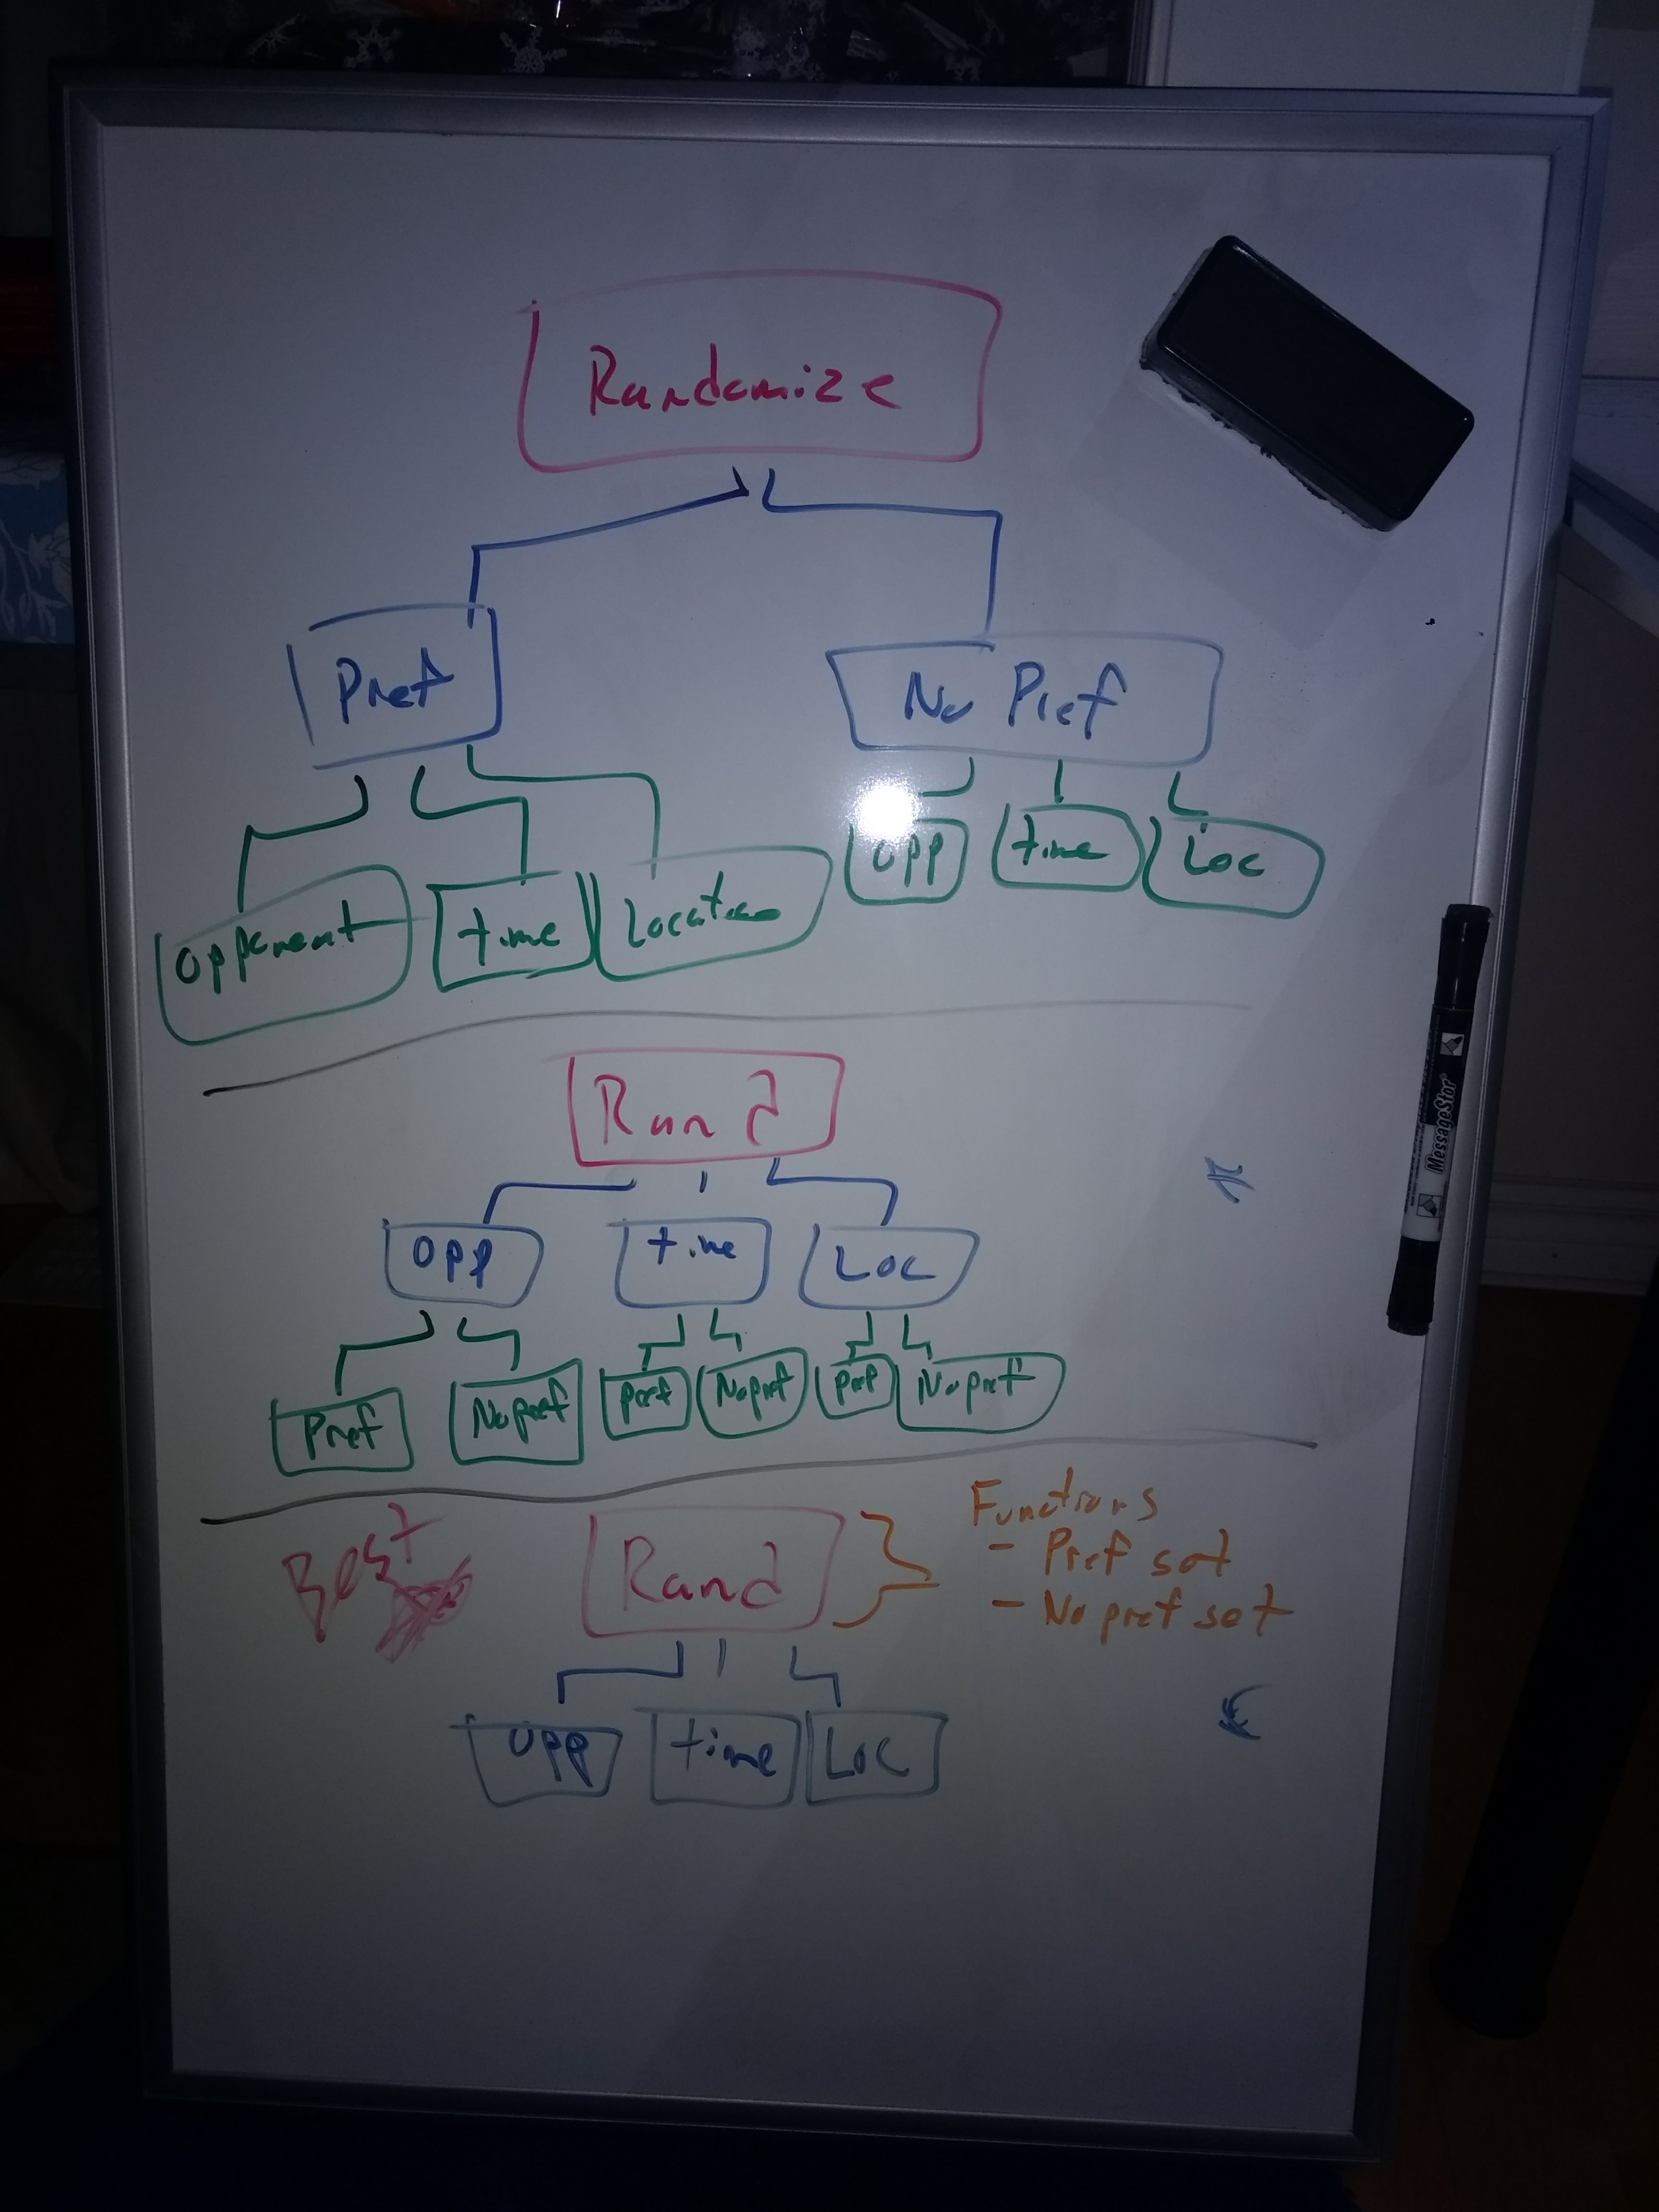 Randomize
Pref
No Pref
Opponent
time
Location
Opp
time
Loc
Rand
Opp
time
Loc
Pref
No pref
pref
No pref
pref
No pref
Best
Rand
Functions
- Pref set
- No pref set
Opp
time
Loc
MessageStor®